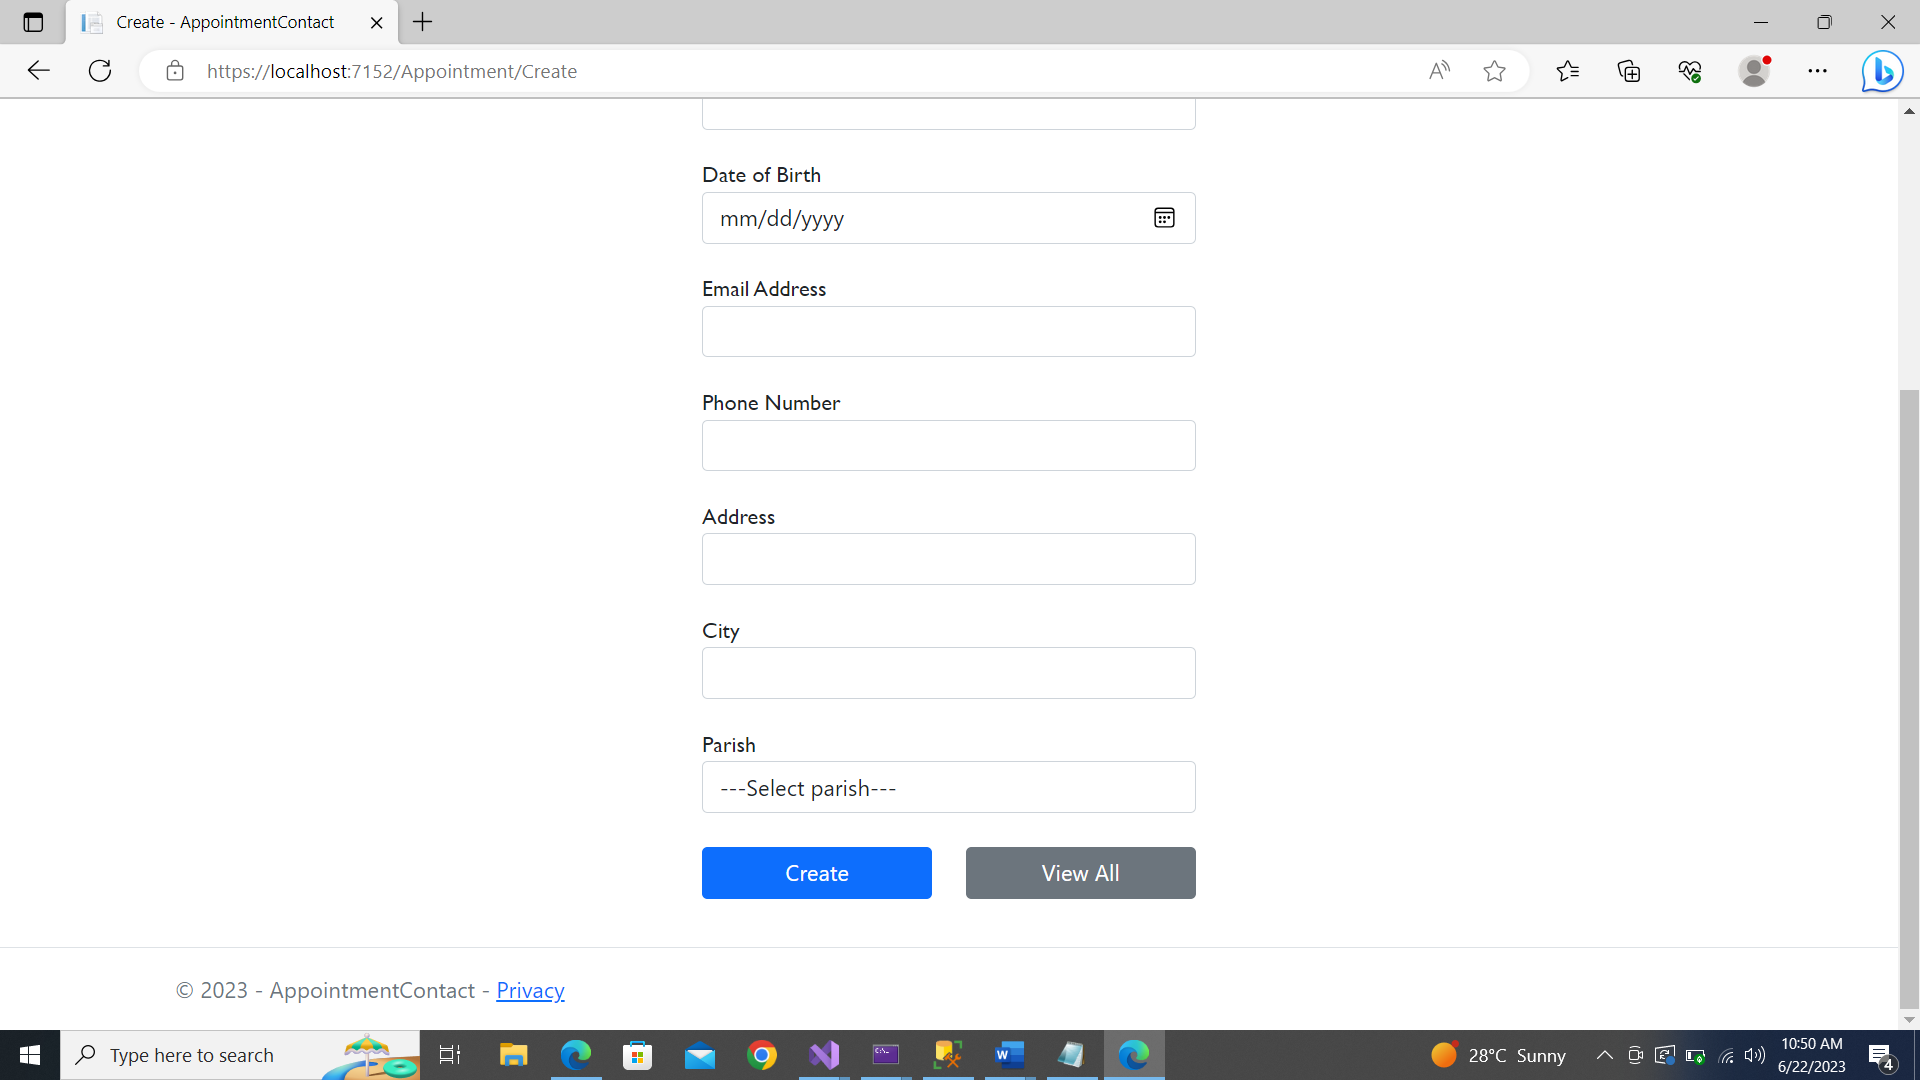 Create - AppointmentContact
https://localhost:7152/Appointment/Create
Date of Birth
mm/dd/yyyy
Email Address
Phone Number
Address
City
Parish
---Select parish---
Create
View All
© 2023 - AppointmentContact - Privacy
Type here to search
28°C Sunny
10:50 AM
6/22/2023
4